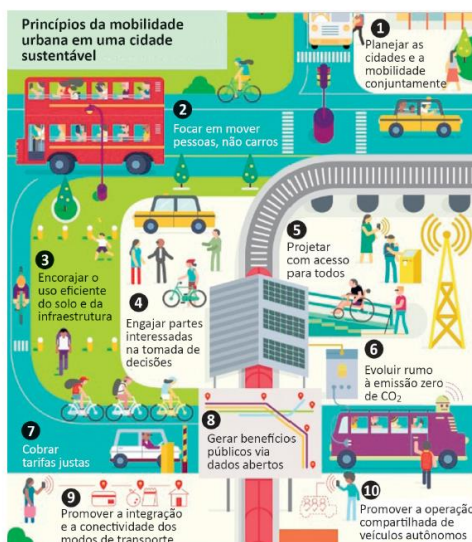 Princípios da mobilidade
urbana em uma cidade
sustentável
1
Planejar as
cidades e a
mobilidade
conjuntamente
2
Focar em mover
pessoas, não carros
3
Encorajar o
uso eficiente
do solo e da
infraestrutura
4
Engajar partes
interessadas
na tomada de
decisões
5
Projetar
com acesso
para todos
6
Evoluir rumo
à emissão zero
de CO₂
7
Cobrar
tarifas justas
8
Gerar benefícios
públicos via
dados abertos
9
Promover a integração
e a conectividade dos
modos de transporte
10
Promover a operação
compartilhada de
veículos autônomos